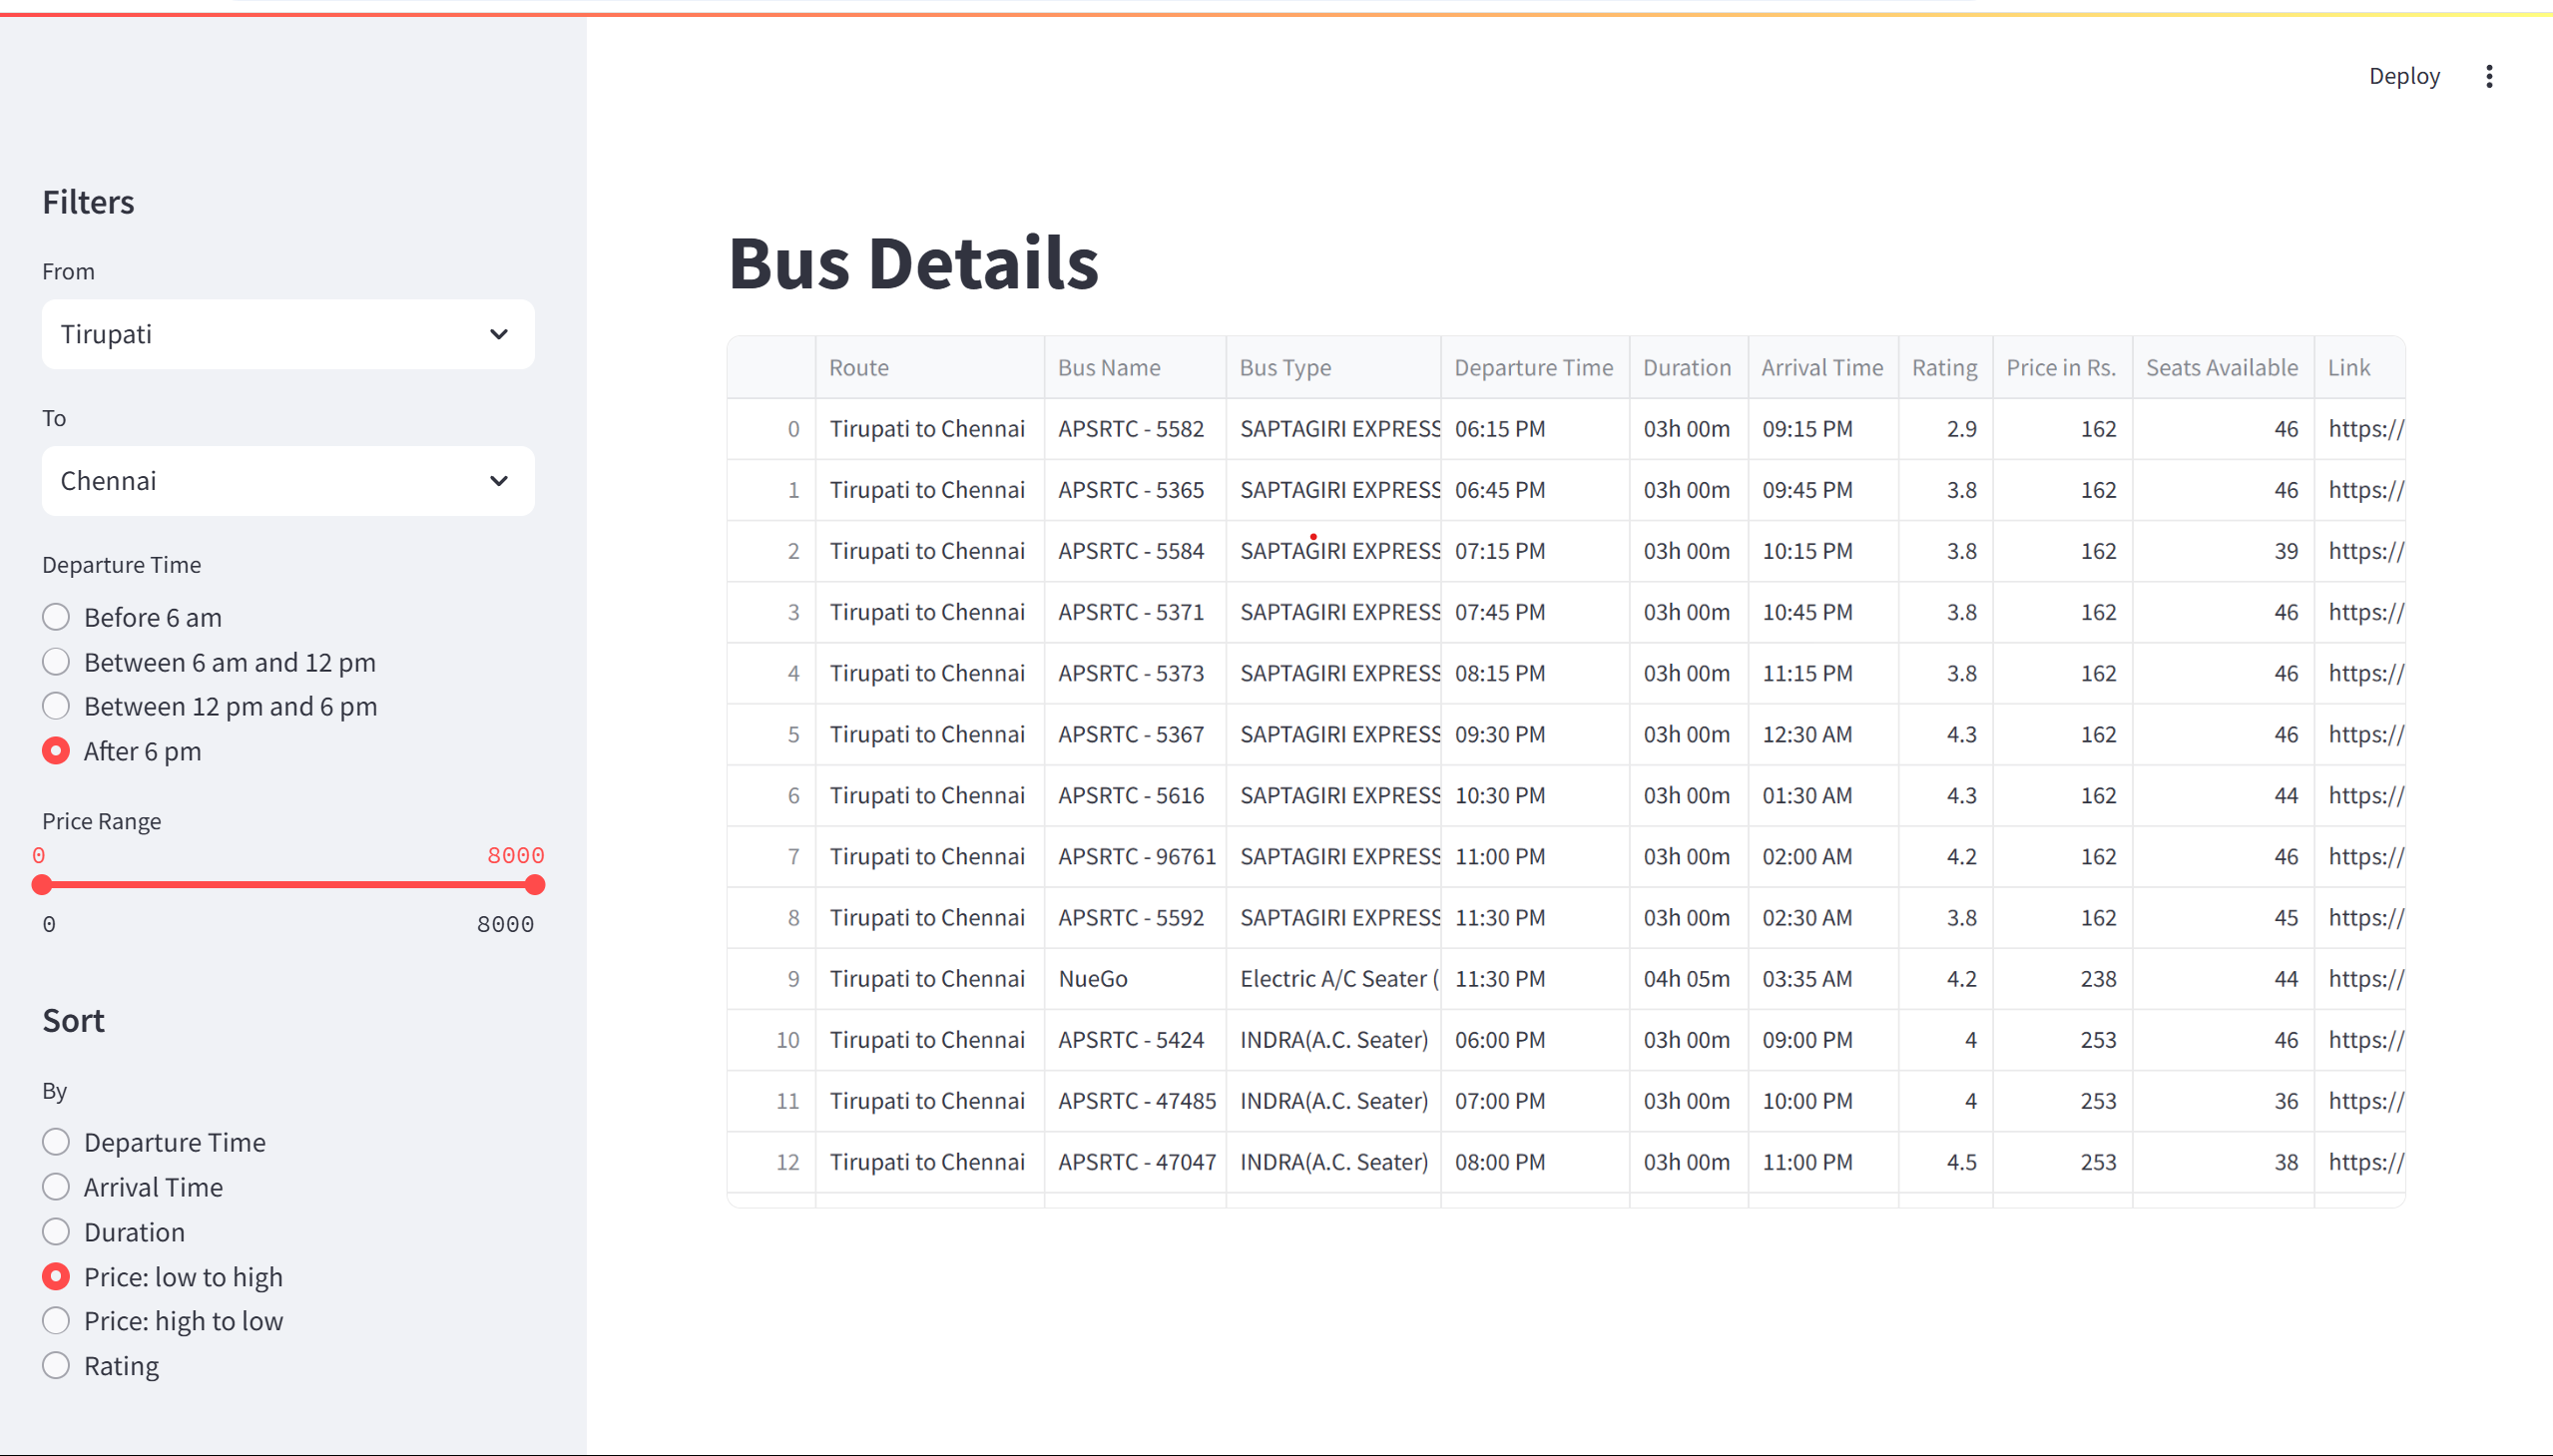 Deploy
Filters
From
Tirupati
To
Chennai
Departure Time
Before 6 am
Between 6 am and 12 pm
Between 12 pm and 6 pm
After 6 pm
Price Range
0 8000
0 8000
Sort
By
Departure Time
Arrival Time
Duration
Price: low to high
Price: high to low
Rating
Bus Details
Route Bus Name Bus Type Departure Time Duration Arrival Time Rating Price in Rs. Seats Available Link
0 Tirupati to Chennai APSRTC - 5582 SAPTAGIRI EXPRESS 06:15 PM 03h 00m 09:15 PM 2.9 162 46 https://
1 Tirupati to Chennai APSRTC - 5365 SAPTAGIRI EXPRESS 06:45 PM 03h 00m 09:45 PM 3.8 162 46 https://
2 Tirupati to Chennai APSRTC - 5584 SAPTAGIRI EXPRESS 07:15 PM 03h 00m 10:15 PM 3.8 162 39 https://
3 Tirupati to Chennai APSRTC - 5371 SAPTAGIRI EXPRESS 07:45 PM 03h 00m 10:45 PM 3.8 162 46 https://
4 Tirupati to Chennai APSRTC - 5373 SAPTAGIRI EXPRESS 08:15 PM 03h 00m 11:15 PM 3.8 162 46 https://
5 Tirupati to Chennai APSRTC - 5367 SAPTAGIRI EXPRESS 09:30 PM 03h 00m 12:30 AM 4.3 162 46 https://
6 Tirupati to Chennai APSRTC - 5616 SAPTAGIRI EXPRESS 10:30 PM 03h 00m 01:30 AM 4.3 162 44 https://
7 Tirupati to Chennai APSRTC - 96761 SAPTAGIRI EXPRESS 11:00 PM 03h 00m 02:00 AM 4.2 162 46 https://
8 Tirupati to Chennai APSRTC - 5592 SAPTAGIRI EXPRESS 11:30 PM 03h 00m 02:30 AM 3.8 162 45 https://
9 Tirupati to Chennai NueGo Electric A/C Seater ( 11:30 PM 04h 05m 03:35 AM 4.2 238 44 https://
10 Tirupati to Chennai APSRTC - 5424 INDRA(A.C. Seater) 06:00 PM 03h 00m 09:00 PM 4 253 46 https://
11 Tirupati to Chennai APSRTC - 47485 INDRA(A.C. Seater) 07:00 PM 03h 00m 10:00 PM 4 253 36 https://
12 Tirupati to Chennai APSRTC - 47047 INDRA(A.C. Seater) 08:00 PM 03h 00m 11:00 PM 4.5 253 38 https://